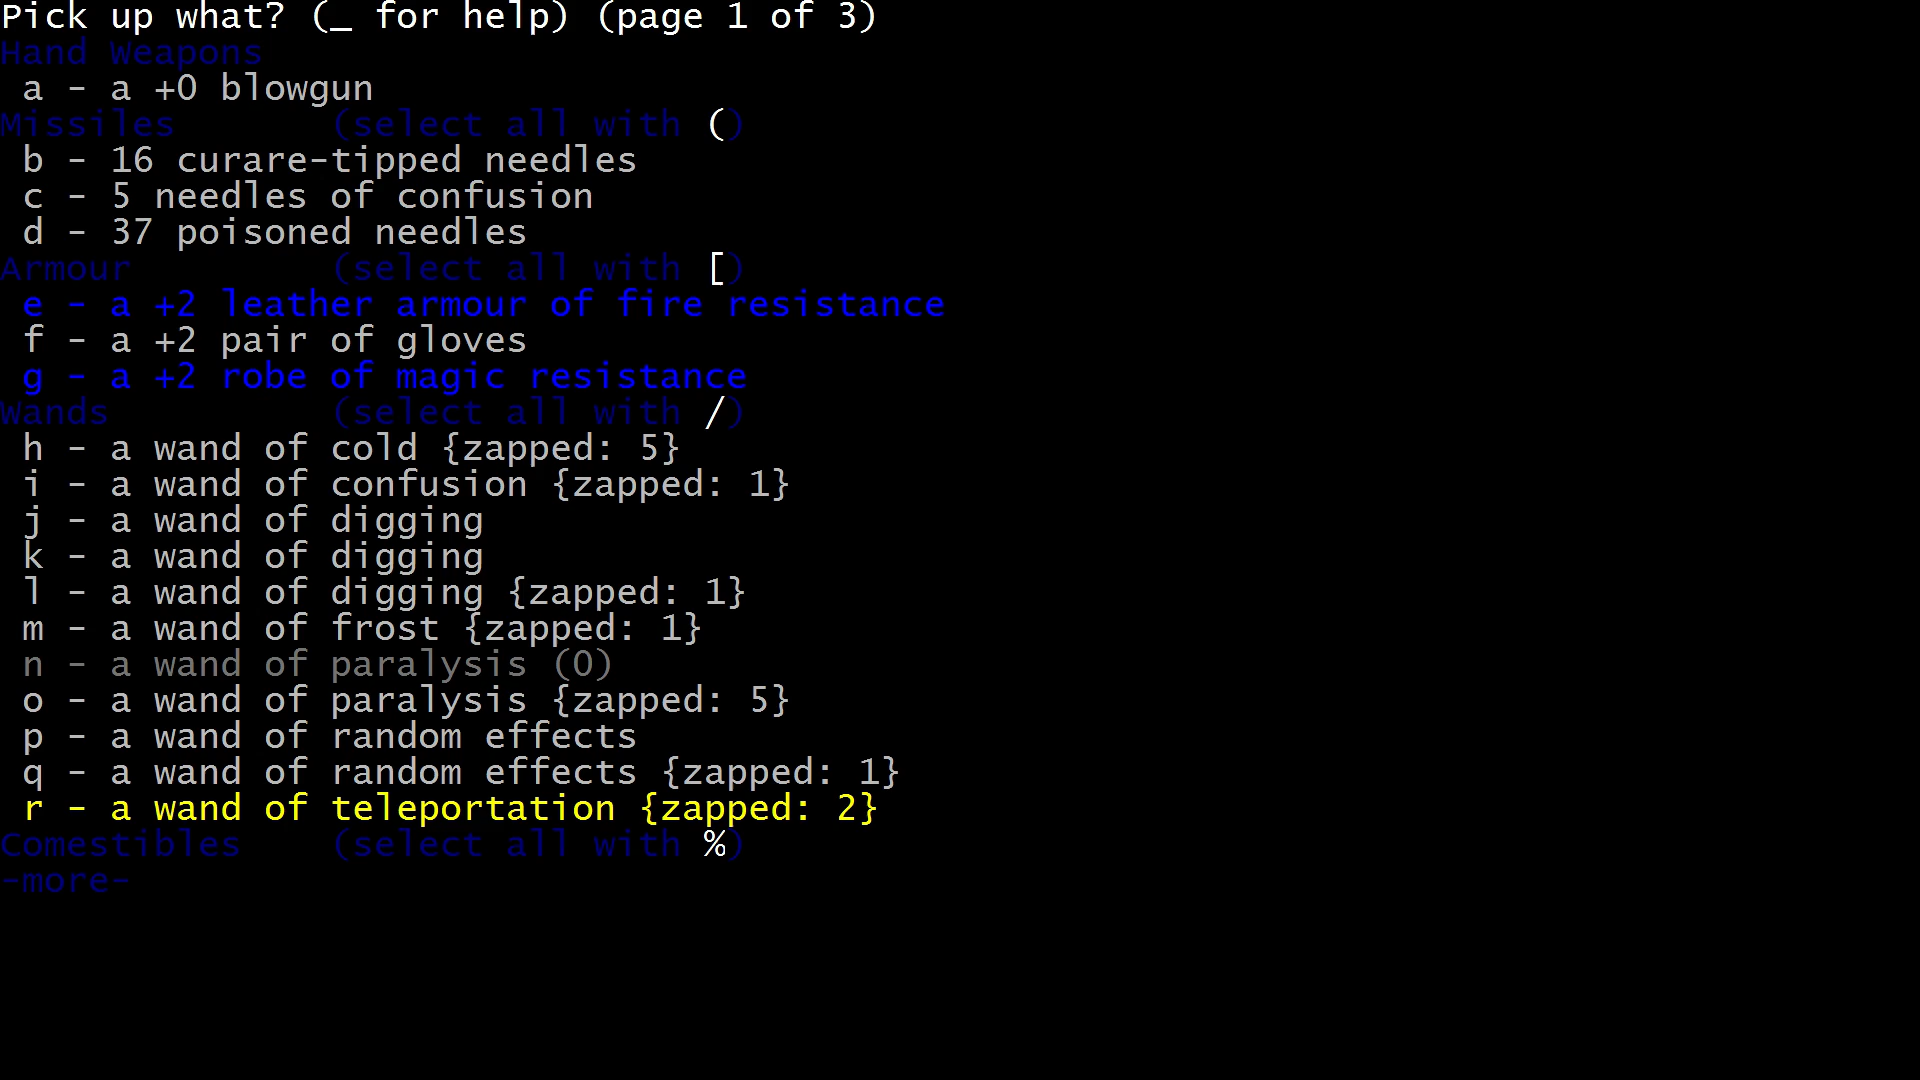 Pick up what? (_ for help) (page 1 of 3)
Hand Weapons
a - a +0 blowgun
Missiles (select all with ()
b - 16 curare-tipped needles
c - 5 needles of confusion
d - 37 poisoned needles
Armour (select all with [)
e - a +2 leather armour of fire resistance
f - a +2 pair of gloves
g - a +2 robe of magic resistance
Wands (select all with /)
h - a wand of cold {zapped: 5}
i - a wand of confusion {zapped: 1}
j - a wand of digging
k - a wand of digging
l - a wand of digging {zapped: 1}
m - a wand of frost {zapped: 1}
n - a wand of paralysis (0)
o - a wand of paralysis {zapped: 5}
p - a wand of random effects
q - a wand of random effects {zapped: 1}
r - a wand of teleportation {zapped: 2}
Comestibles (select all with %)
-more-